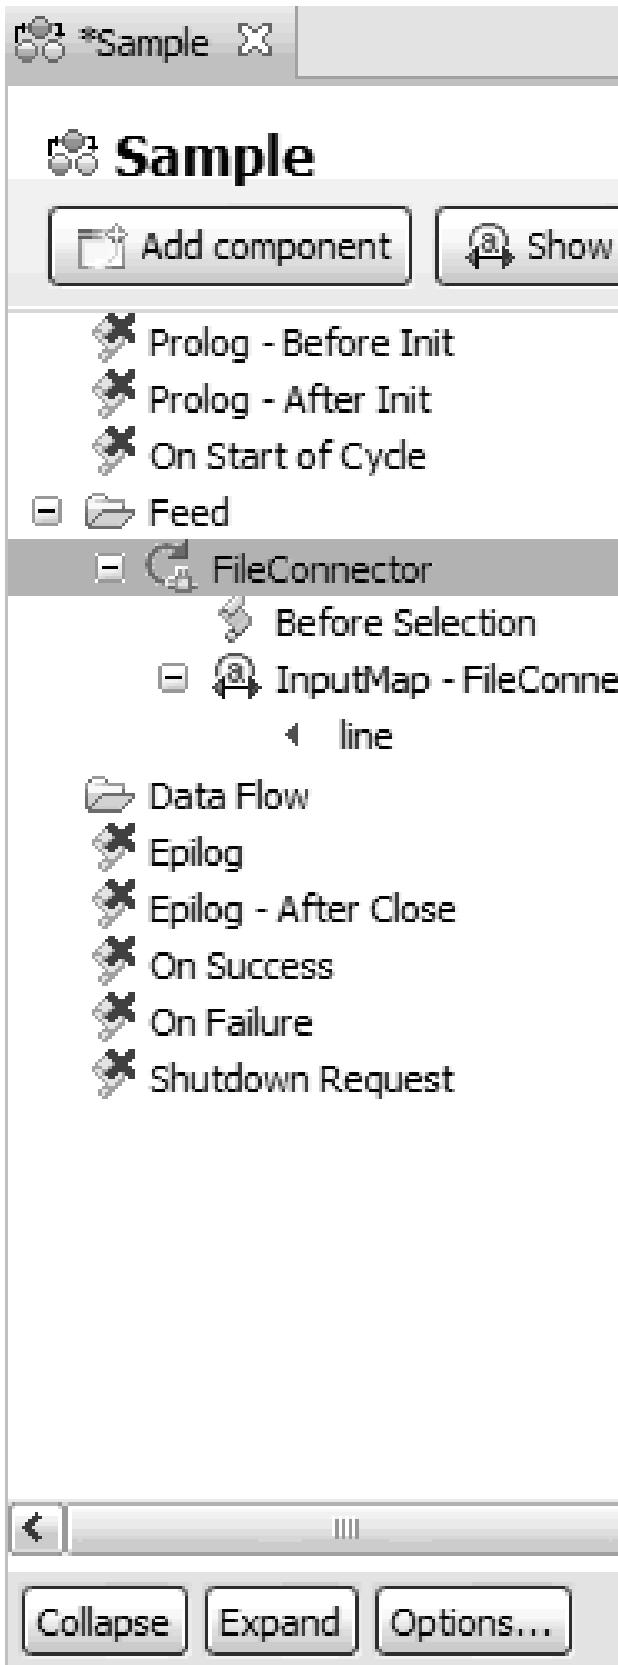 *Sample
Sample
Add component Show
Prolog - Before Init
Prolog - After Init
On Start of Cycle
Feed
FileConnector
Before Selection
InputMap - FileConne
line
Data Flow
Epilog
Epilog - After Close
On Success
On Failure
Shutdown Request
Collapse Expand Options...